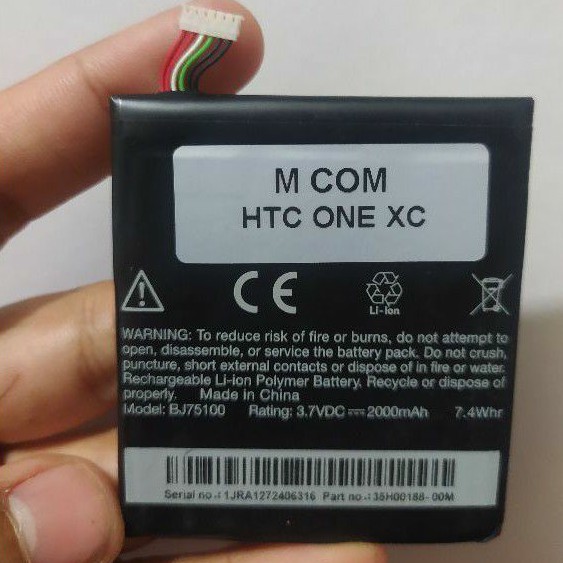 M COM
HTC ONE XC
CE
Li-ion
WARNING: To reduce risk of fire or burns, do not attempt to
open, disassemble, or service the battery pack. Do not crush,
puncture, short external contacts or dispose of in fire or water.
Rechargeable Li-ion Polymer Battery, Recycle or dispose of
properly. Made in China
Model: BJ75100 Rating: 3.7VDC 2000mAh 7.4Whr
Serial no.:1JRA1272406316 Part no.:35H00188-00M